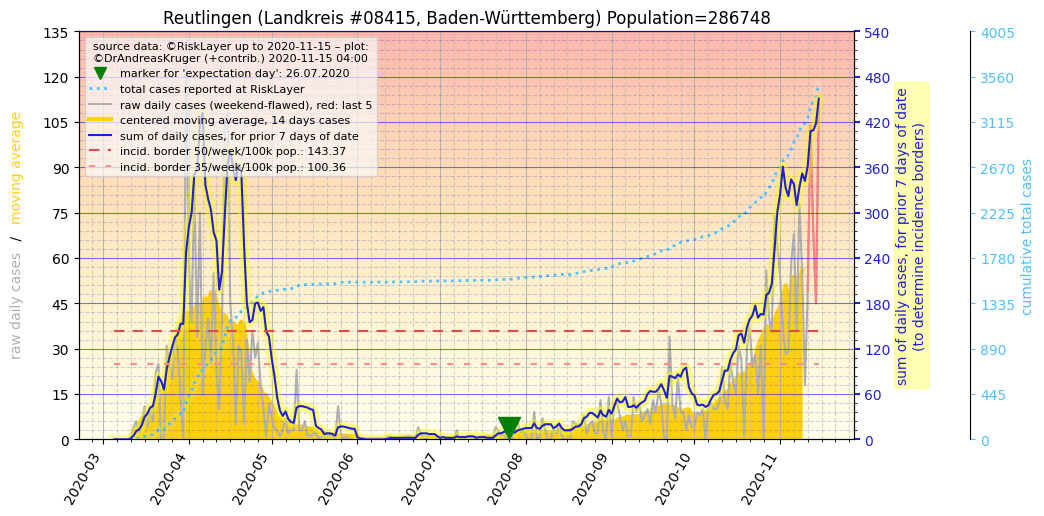 Reutlingen (Landkreis #08415, Baden-Württemberg) Population=286748
source data: ©RiskLayer up to 2020-11-15 – plot:
©DrAndreasKruger (+contrib.) 2020-11-15 04:00
marker for 'expectation day': 26.07.2020
total cases reported at RiskLayer
raw daily cases (weekend-flawed), red: last 5
centered moving average, 14 days cases
sum of daily cases, for prior 7 days of date
incid. border 50/week/100k pop.: 143.37
incid. border 35/week/100k pop.: 100.36
raw daily cases / moving average
135
120
105
90
75
60
45
30
15
0
2020-03
2020-04
2020-05
2020-06
2020-07
2020-08
2020-09
2020-10
2020-11
540
480
420
360
300
240
180
120
60
0
sum of daily cases, for prior 7 days of date
(to determine incidence borders)
4005
3560
3115
2670
2225
1780
1335
890
445
0
cumulative total cases